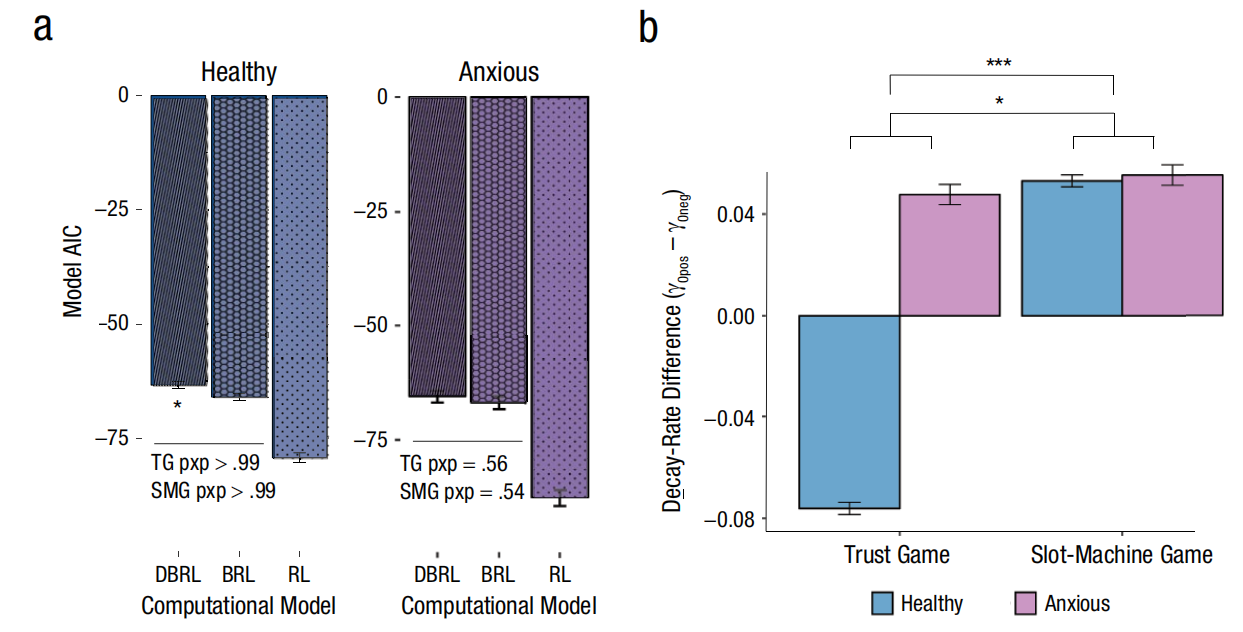 a
Healthy
Anxious
Model AIC
0
−25
−50
−75
*
TG pxp > .99
SMG pxp > .99
DBRL BRL RL
Computational Model
0
−25
−50
−75
TG pxp = .56
SMG pxp = .54
DBRL BRL RL
Computational Model
b
***
*
Decay-Rate Difference (γ0pos − γ0neg)
0.04
0.00
−0.04
−0.08
Trust Game
Slot-Machine Game
Healthy
Anxious